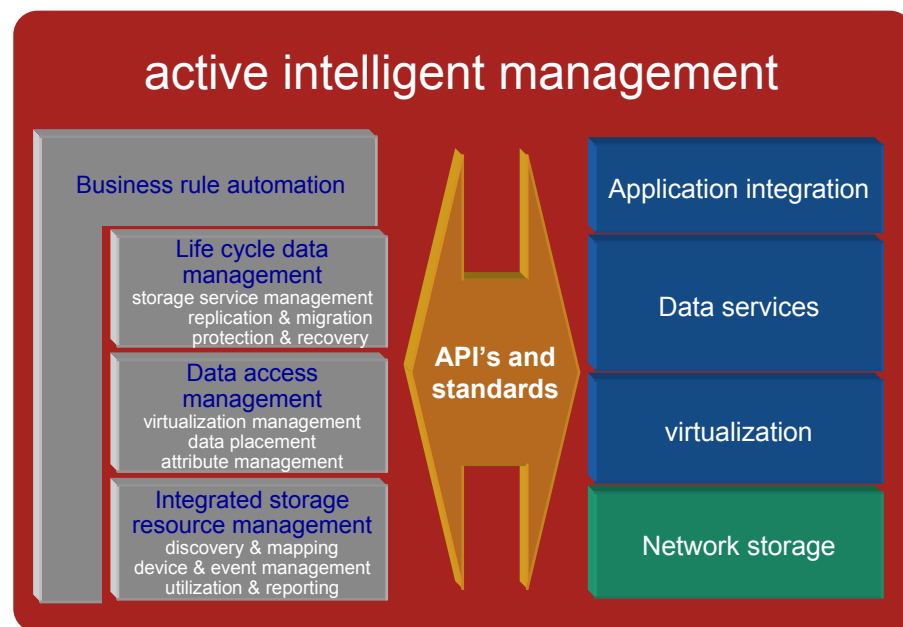 active intelligent management
Business rule automation
Life cycle data
management
storage service management
replication & migration
protection & recovery
Data access
management
virtualization management
data placement
attribute management
Integrated storage
resource management
discovery & mapping
device & event management
utilization & reporting
API's and
standards
Application integration
Data services
virtualization
Network storage